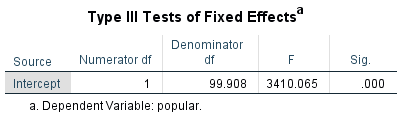 Type III Tests of Fixed Effectsa
Source Numerator df Denominator df F Sig.
Intercept 1 99.908 3410.065 .000
a. Dependent Variable: popular.